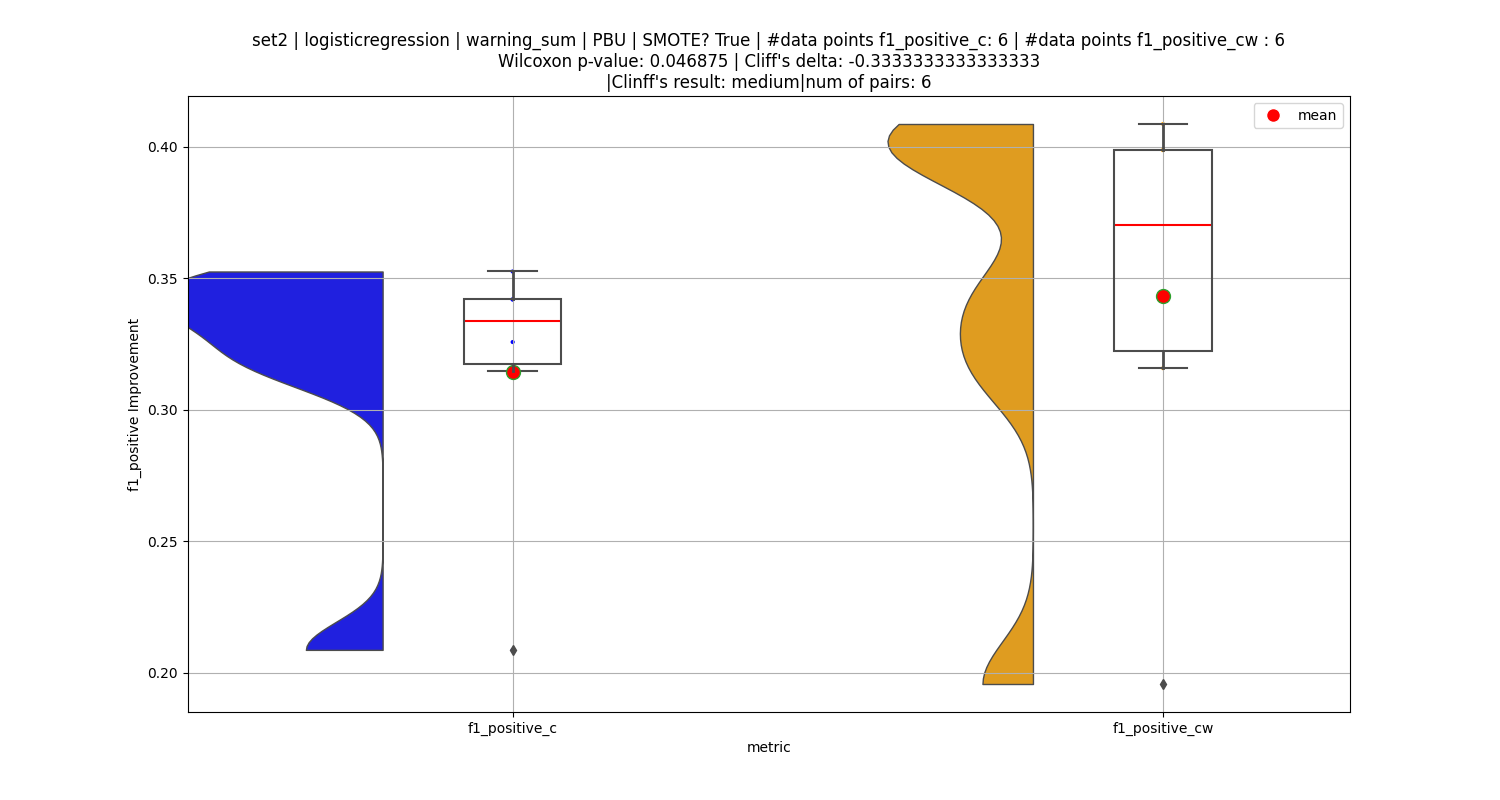 set2 | logisticregression | warning_sum | PBU | SMOTE? True | #data points f1_positive_c: 6 | #data points f1_positive_cw : 6
Wilcoxon p-value: 0.046875 | Cliff's delta: -0.3333333333333333
|Clinff's result: medium|num of pairs: 6
mean
f1_positive Improvement
0.40
0.35
0.30
0.25
0.20
f1_positive_c
f1_positive_cw
metric